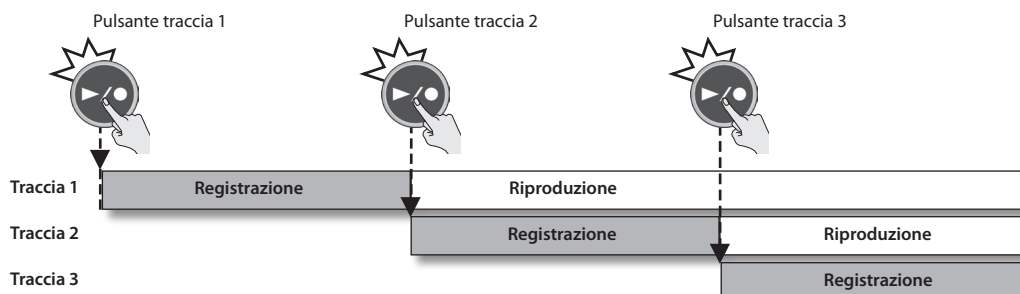 Pulsante traccia 1 Pulsante traccia 2 Pulsante traccia 3
Traccia 1 Registrazione Riproduzione
Traccia 2 Registrazione Riproduzione
Traccia 3 Registrazione